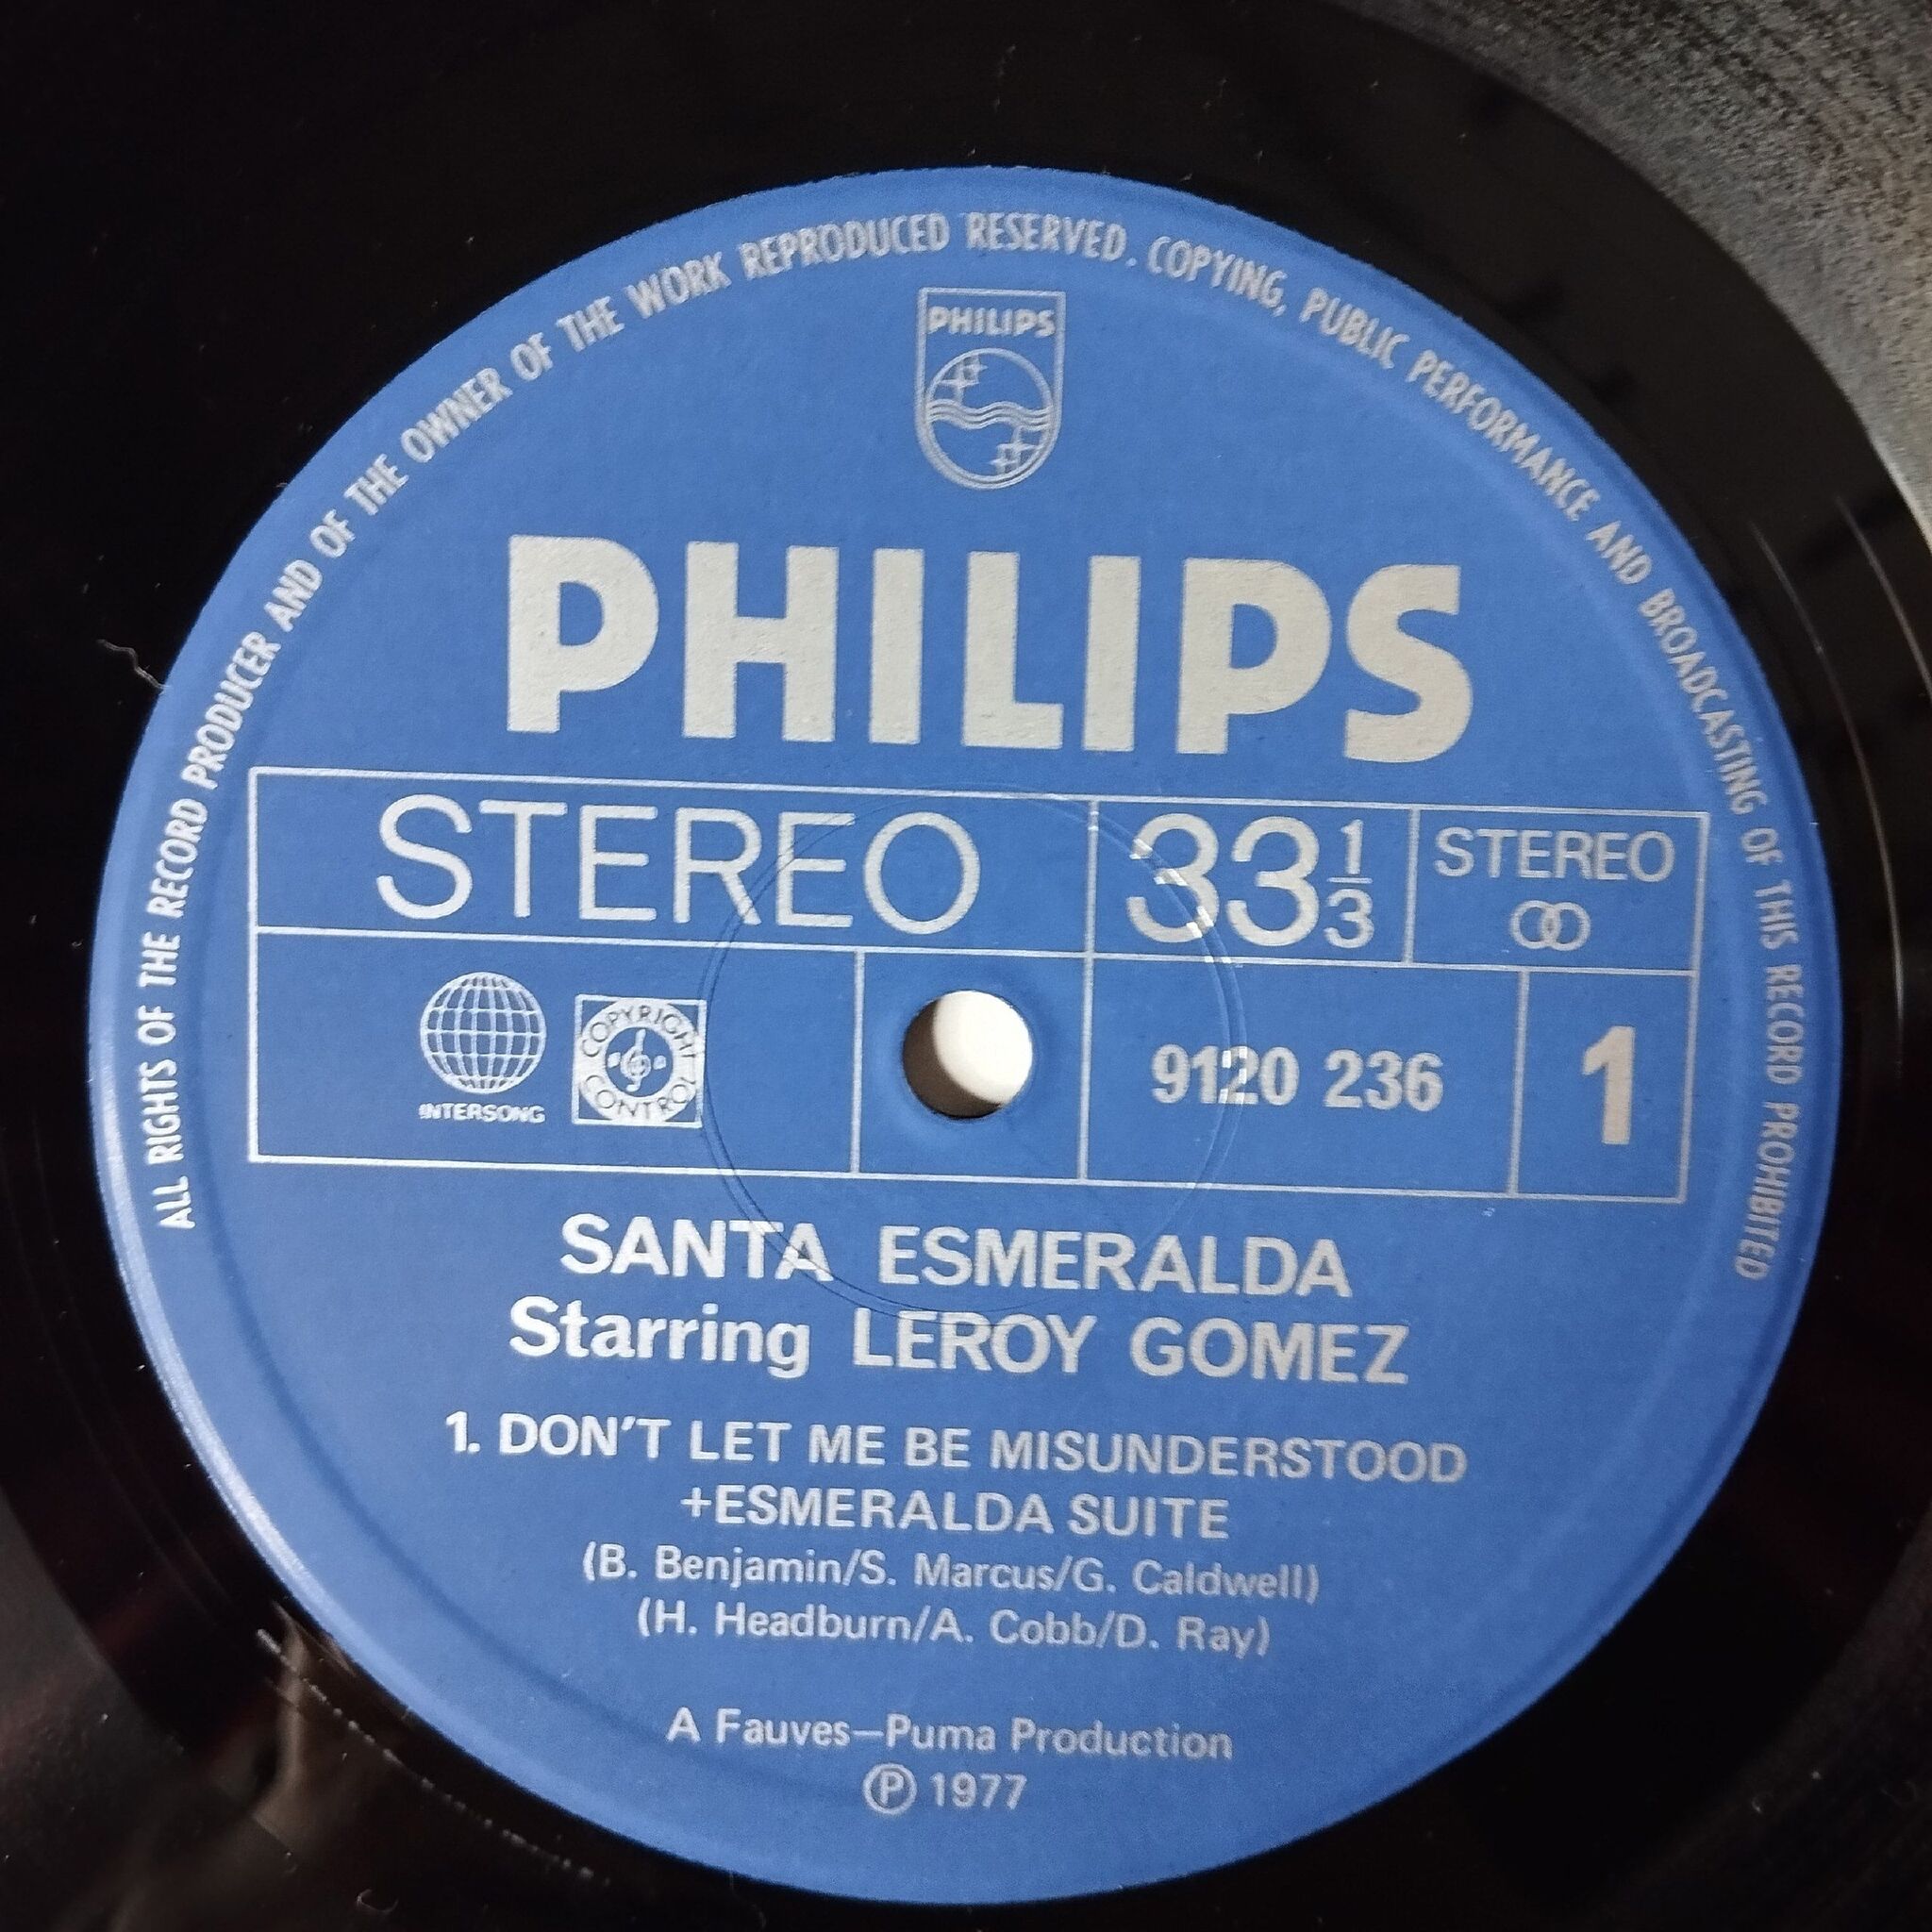 ALL RIGHTS OF THE RECORD PRODUCER AND OF THE OWNER OF THE WORK REPRODUCED RESERVED. COPYING, PUBLIC PERFORMANCE AND BROADCASTING OF THIS RECORD PROHIBITED
PHILIPS
PHILIPS
STEREO 33 1/3 STEREO
INTERSONG
COPYRIGHT CONTROL
9120 236 1
SANTA ESMERALDA
Starring LEROY GOMEZ
1. DON'T LET ME BE MISUNDERSTOOD
+ESMERALDA SUITE
(B. Benjamin/S. Marcus/G. Caldwell)
(H. Headburn/A. Cobb/D. Ray)
A Fauves–Puma Production
Ⓟ 1977